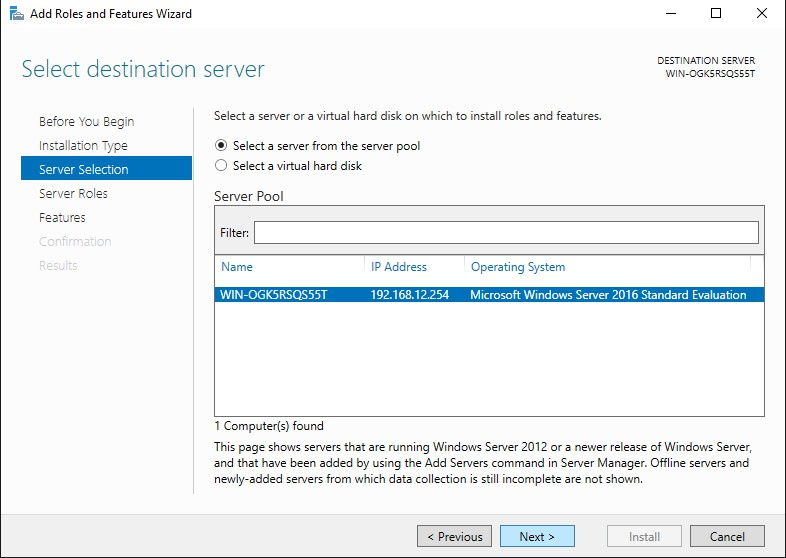 Add Roles and Features Wizard
Select destination server
DESTINATION SERVER
WIN-OGK5RSQS55T
Before You Begin
Installation Type
Server Selection
Server Roles
Features
Confirmation
Results
Select a server or a virtual hard disk on which to install roles and features.
Select a server from the server pool
Select a virtual hard disk
Server Pool
Filter:
Name IP Address Operating System
WIN-OGK5RSQS55T 192.168.12.254 Microsoft Windows Server 2016 Standard Evaluation
1 Computer(s) found
This page shows servers that are running Windows Server 2012 or a newer release of Windows Server,
and that have been added by using the Add Servers command in Server Manager. Offline servers and
newly-added servers from which data collection is still incomplete are not shown.
< Previous Next > Install Cancel